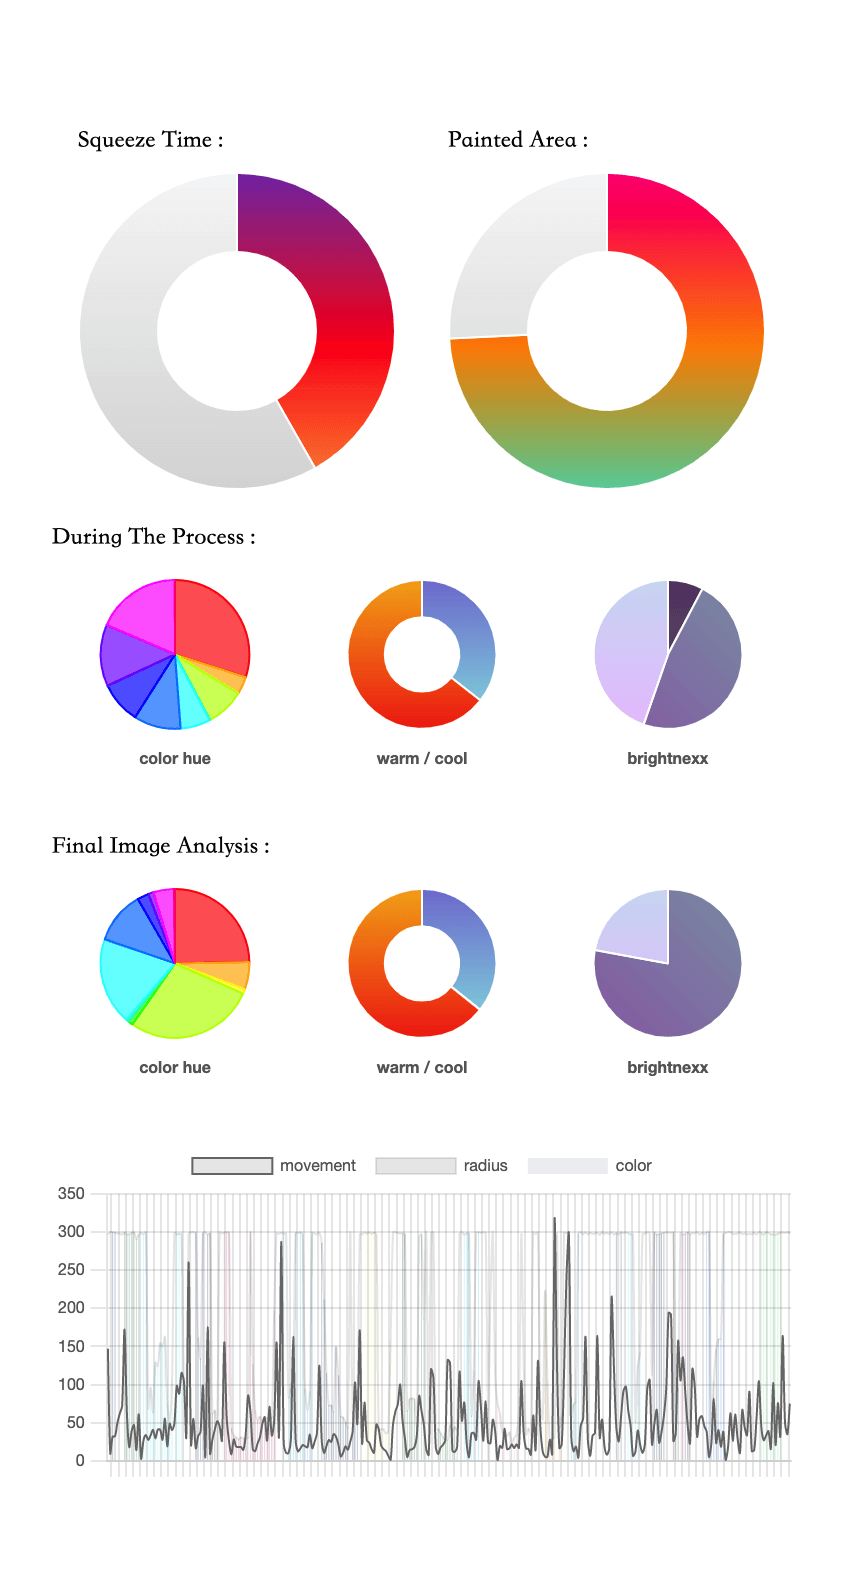 Squeeze Time :
Painted Area :
During The Process :
color hue
warm / cool
brightnexx
Final Image Analysis :
color hue
warm / cool
brightnexx
movement
radius
color
350
300
250
200
150
100
50
0